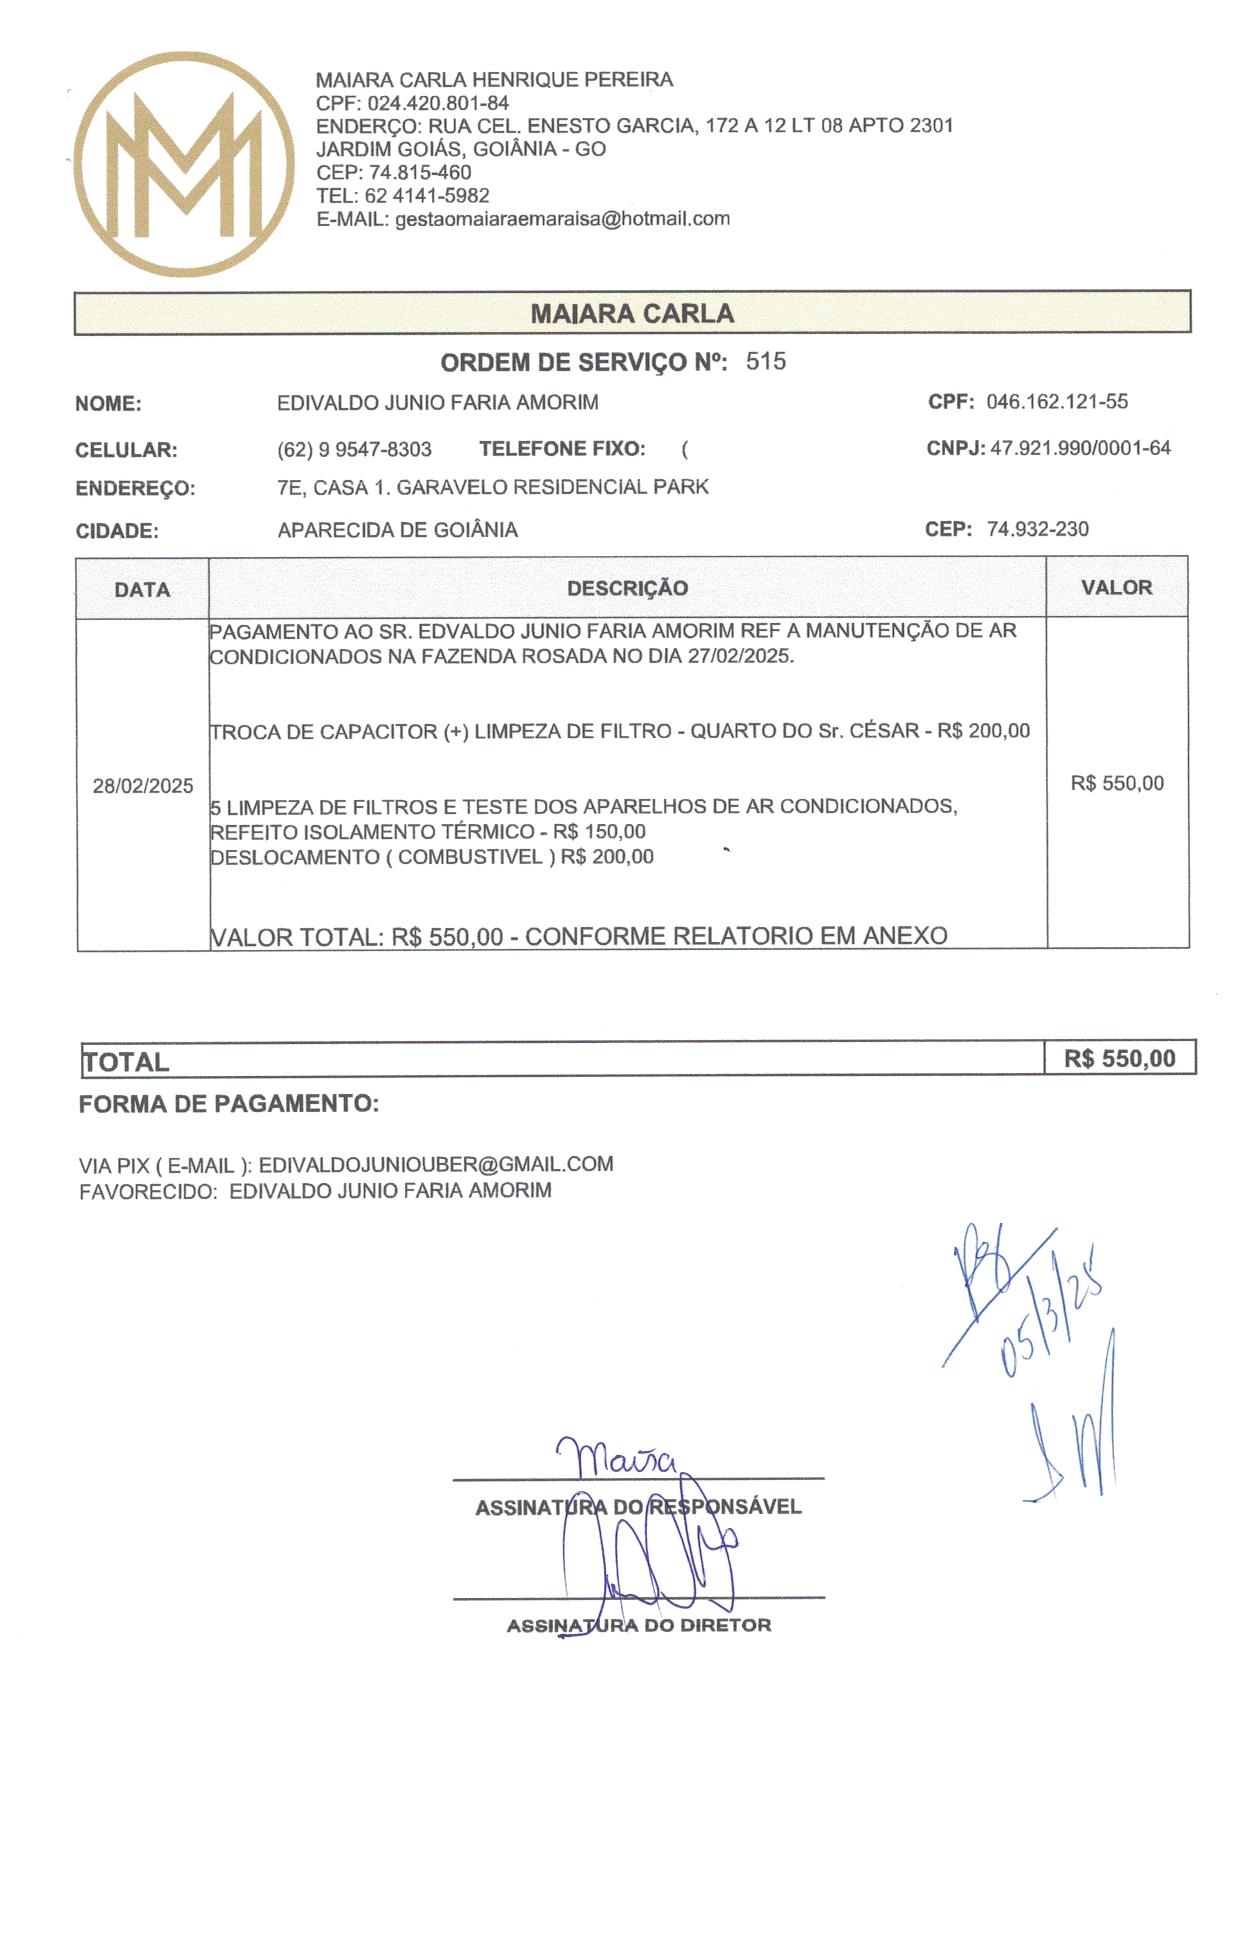 MAIARA CARLA HENRIQUE PEREIRA
CPF: 024.420.801-84
ENDERÇO: RUA CEL. ENESTO GARCIA, 172 A 12 LT 08 APTO 2301
JARDIM GOIÁS, GOIÂNIA - GO
CEP: 74.815-460
TEL: 62 4141-5982
E-MAIL: gestaomaiaraemaraisa@hotmail.com
MAIARA CARLA
ORDEM DE SERVIÇO Nº: 515
NOME: EDIVALDO JUNIO FARIA AMORIM CPF: 046.162.121-55
CELULAR: (62) 9 9547-8303 TELEFONE FIXO: ( CNPJ: 47.921.990/0001-64
ENDEREÇO: 7E, CASA 1. GARAVELO RESIDENCIAL PARK
CIDADE: APARECIDA DE GOIÂNIA CEP: 74.932-230
DATA DESCRIÇÃO VALOR
PAGAMENTO AO SR. EDVALDO JUNIO FARIA AMORIM REF A MANUTENÇÃO DE AR
CONDICIONADOS NA FAZENDA ROSADA NO DIA 27/02/2025.
TROCA DE CAPACITOR (+) LIMPEZA DE FILTRO - QUARTO DO Sr. CÉSAR - R$ 200,00
28/02/2025 R$ 550,00
5 LIMPEZA DE FILTROS E TESTE DOS APARELHOS DE AR CONDICIONADOS,
REFEITO ISOLAMENTO TÉRMICO - R$ 150,00
DESLOCAMENTO ( COMBUSTIVEL ) R$ 200,00
VALOR TOTAL: R$ 550,00 - CONFORME RELATORIO EM ANEXO
TOTAL R$ 550,00
FORMA DE PAGAMENTO:
VIA PIX ( E-MAIL ): EDIVALDOJUNIOUBER@GMAIL.COM
FAVORECIDO: EDIVALDO JUNIO FARIA AMORIM
05/3/25
ASSINATURA DO RESPONSÁVEL
ASSINATURA DO DIRETOR